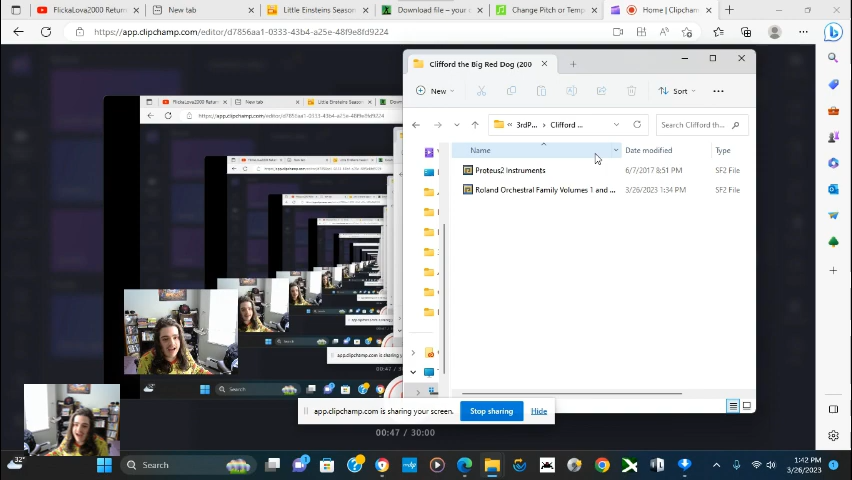 FlickaLova2000 Return
New tab
Little Einsteins Season
Download file – your c
Change Pitch or Temp
Home | Clipchamp
https://app.clipchamp.com/editor/d7856aa1-0333-43b4-a25e-48f9e8fd9224
Clifford the Big Red Dog (200
New
Sort
3rdP...
Clifford ...
Search Clifford th...
Name
Date modified
Type
Proteus2 Instruments
6/7/2017 8:51 PM
SF2 File
Roland Orchestral Family Volumes 1 and ...
3/26/2023 1:34 PM
SF2 File
app.clipchamp.com is sharing your screen.
Stop sharing
Hide
00:47 / 30:00
32°
Search
1:42 PM
3/26/2023